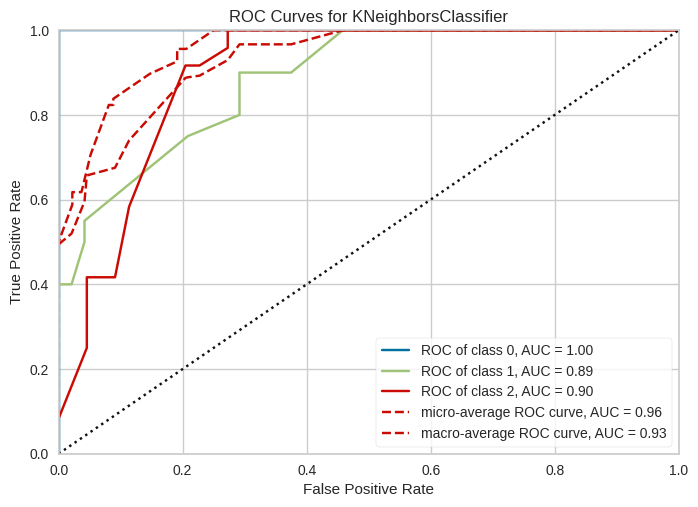 ROC Curves for KNeighborsClassifier
1.0
0.8
0.6
0.4
0.2
0.0
True Positive Rate
ROC of class 0, AUC = 1.00
ROC of class 1, AUC = 0.89
ROC of class 2, AUC = 0.90
micro-average ROC curve, AUC = 0.96
macro-average ROC curve, AUC = 0.93
0.0 0.2 0.4 0.6 0.8 1.0
False Positive Rate